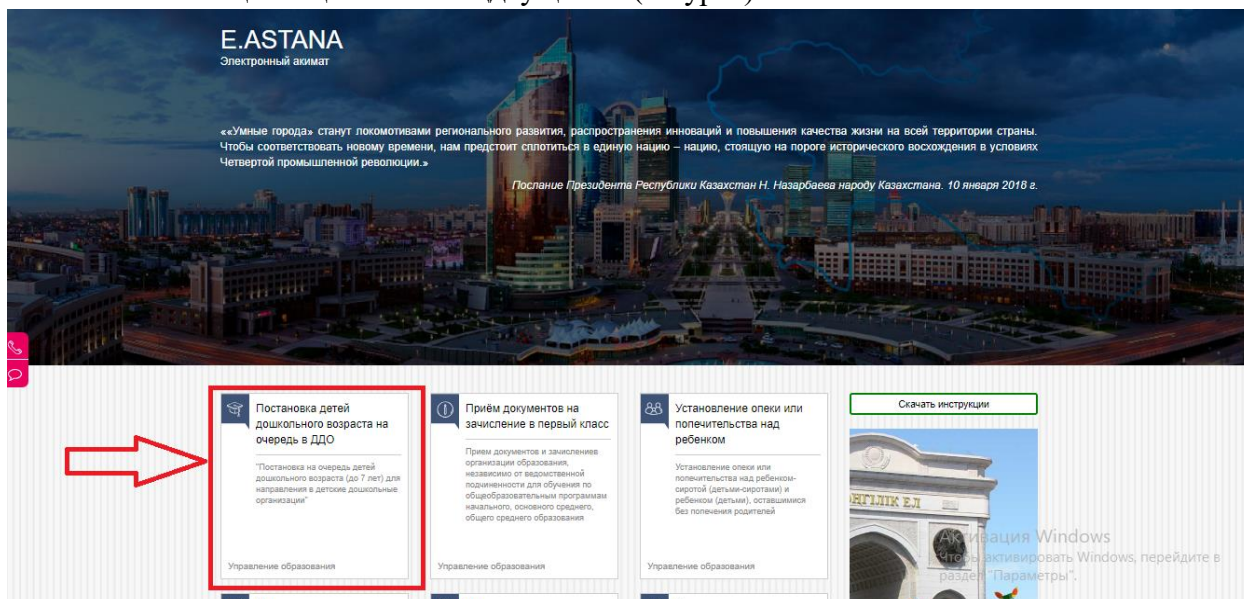 E.ASTANA
Электронный акимат
««Умные города» станут локомотивами регионального развития, распространения инноваций и повышения качества жизни на всей территории страны.
Чтобы соответствовать новому времени, нам предстоит сплотиться в единую нацию – нацию, стоящую на пороге исторического восхождения в условиях
Четвертой промышленной революции.»
Послание Президента Республики Казахстан Н. Назарбаева народу Казахстана. 10 января 2018 г.
Постановка детей
дошкольного возраста на
очередь в ДДО
"Постановка на очередь детей
дошкольного возраста (до 7 лет) для
направления в детские дошкольные
организации"
Управление образования
Приём документов на
зачисление в первый класс
Прием документов и зачислениев
организации образования,
независимо от ведомственной
подчиненности для обучения по
общеобразовательным программам
начального, основного среднего,
общего среднего образования
Управление образования
Установление опеки или
попечительства над
ребенком
Установление опеки или
попечительства над ребенком-
сиротой (детьми-сиротами) и
ребенком (детьми), оставшимися
без попечения родителей
Управление образования
Скачать инструкции
ӘҢГІЛІК ЕЛ
Активация Windows
Чтобы активировать Windows, перейдите в
раздел "Параметры".